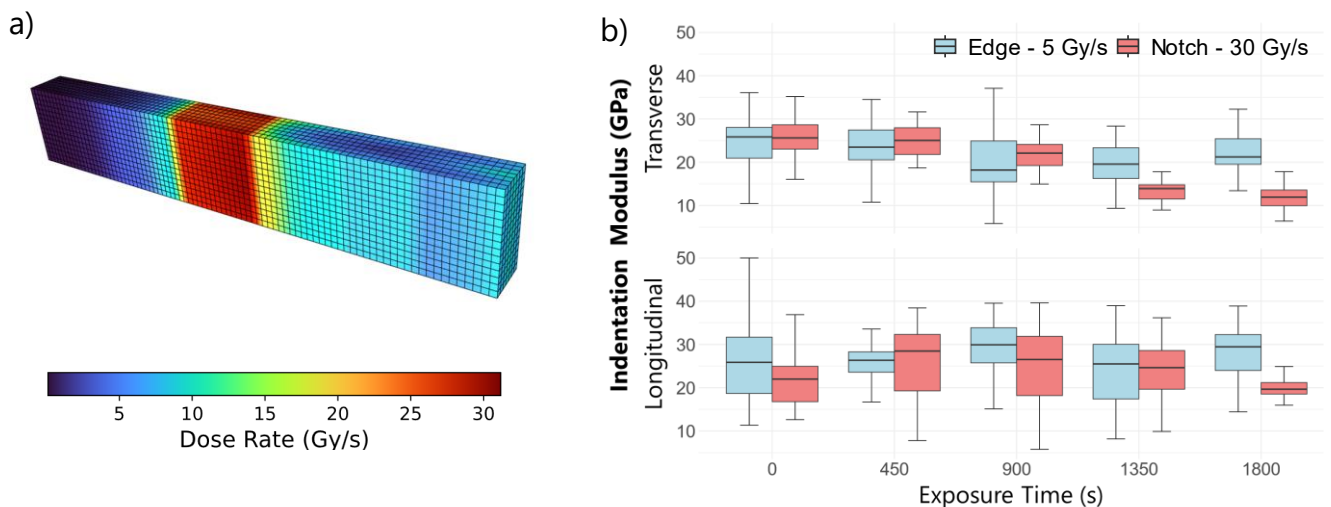 a)
5 10 15 20 25 30
Dose Rate (Gy/s)
b)
Edge - 5 Gy/s Notch - 30 Gy/s
Indentation Modulus (GPa)
Transverse
50
40
30
20
10
Longitudinal
50
40
30
20
10
0 450 900 1350 1800
Exposure Time (s)